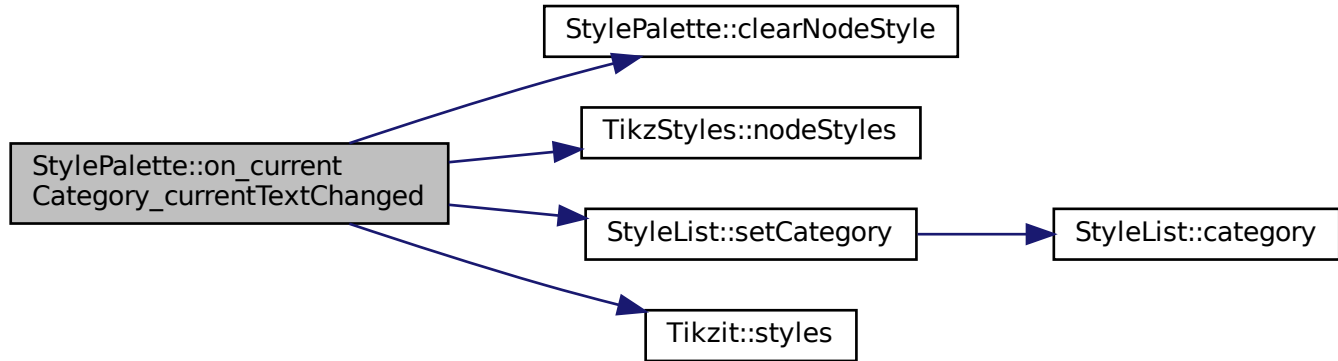 StylePalette::clearNodeStyle
TikzStyles::nodeStyles
StylePalette::on_current
Category_currentTextChanged
StyleList::setCategory
StyleList::category
Tikzit::styles